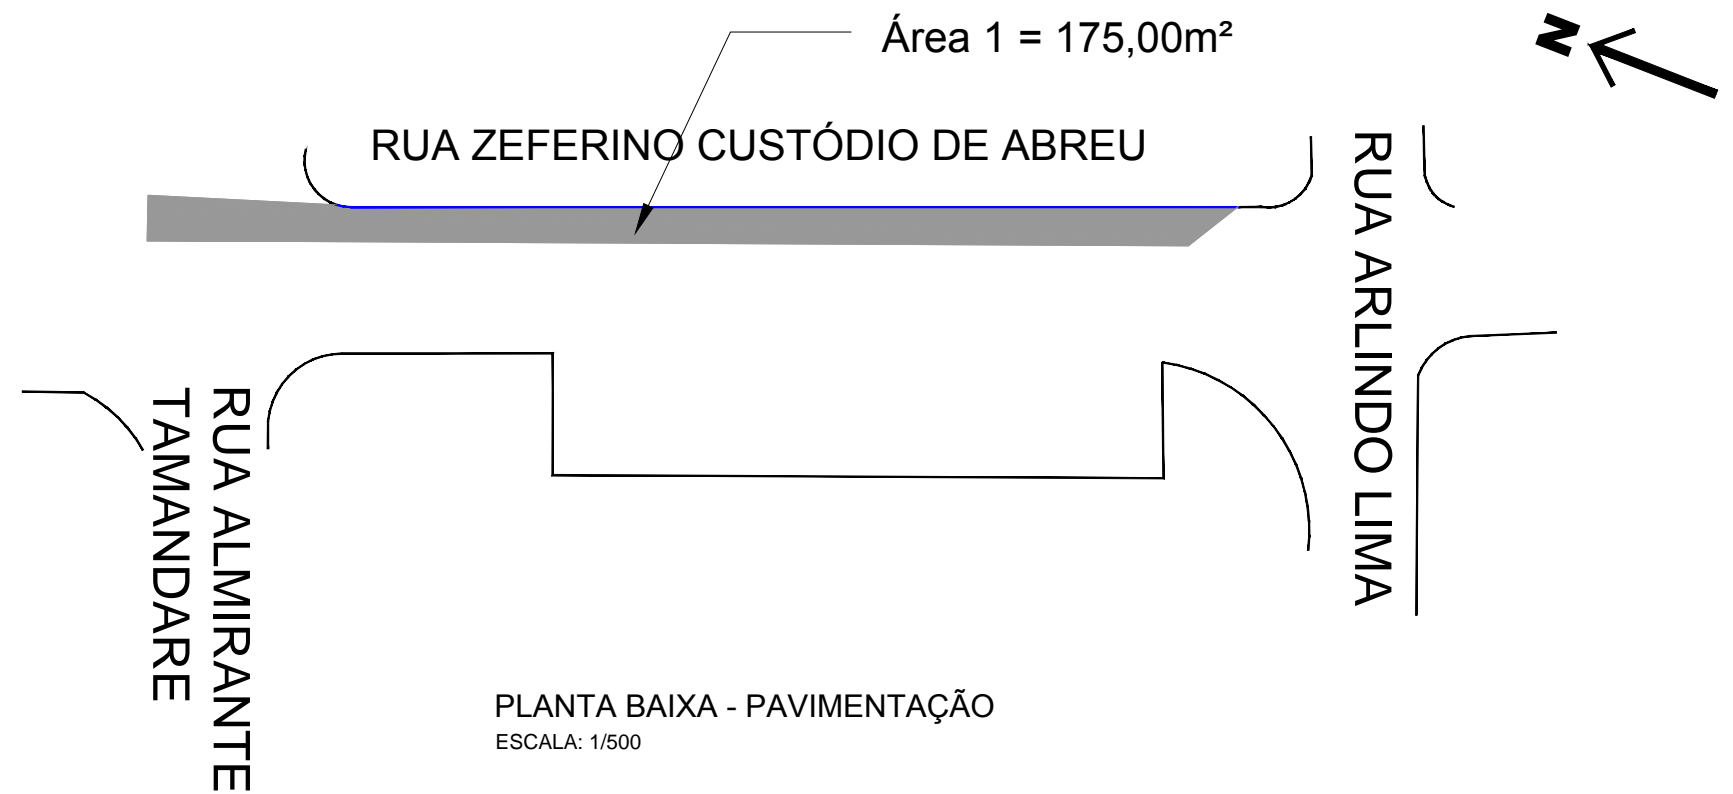 Área 1 = 175,00m²
N
RUA ZEFERINO CUSTÓDIO DE ABREU
RUA ARLINDO LIMA
RUA ALMIRANTE
TAMANDARE
PLANTA BAIXA - PAVIMENTAÇÃO
ESCALA: 1/500